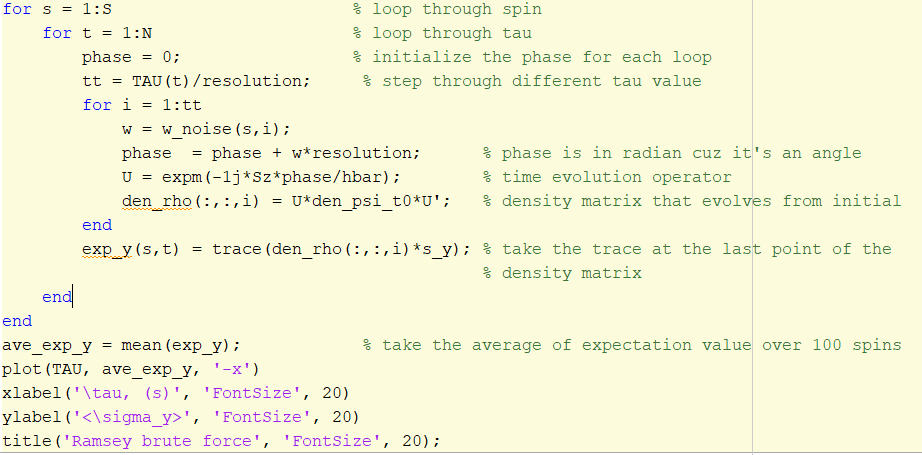 for s = 1:S % loop through spin
for t = 1:N % loop through tau
phase = 0; % initialize the phase for each loop
tt = TAU(t)/resolution; % step through different tau value
for i = 1:tt
w = w_noise(s,i);
phase = phase + w*resolution; % phase is in radian cuz it's an angle
U = expm(-1j*Sz*phase/hbar); % time evolution operator
den_rho(:,:,i) = U*den_psi_t0*U'; % density matrix that evolves from initial
end
exp_y(s,t) = trace(den_rho(:,:,i)*s_y); % take the trace at the last point of the
% density matrix
end
end
ave_exp_y = mean(exp_y); % take the average of expectation value over 100 spins
plot(TAU, ave_exp_y, '-x')
xlabel('\tau, (s)', 'FontSize', 20)
ylabel('<\sigma_y>', 'FontSize', 20)
title('Ramsey brute force', 'FontSize', 20);